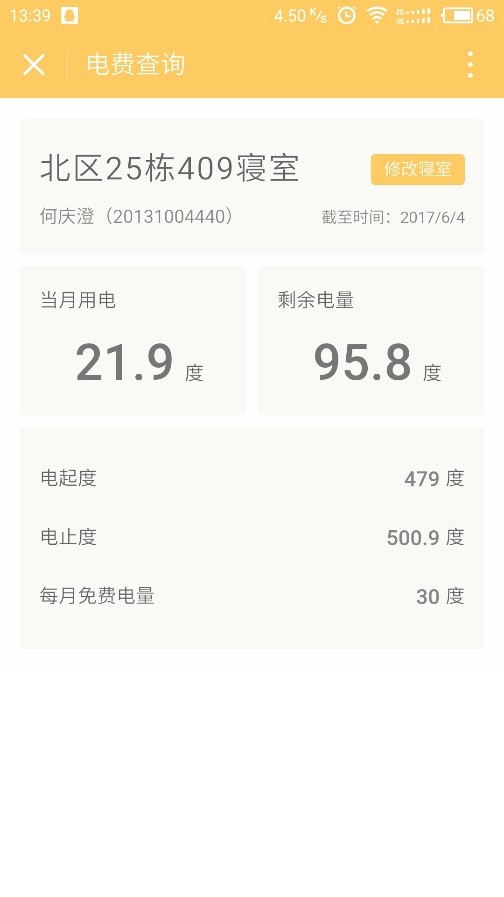 13:39 4.50 K/s 2G 4G 68
电费查询
北区25栋409寝室
修改寝室
何庆澄（20131004440） 截至时间：2017/6/4
当月用电 剩余电量
21.9 度 95.8 度
电起度 479 度
电止度 500.9 度
每月免费电量 30 度